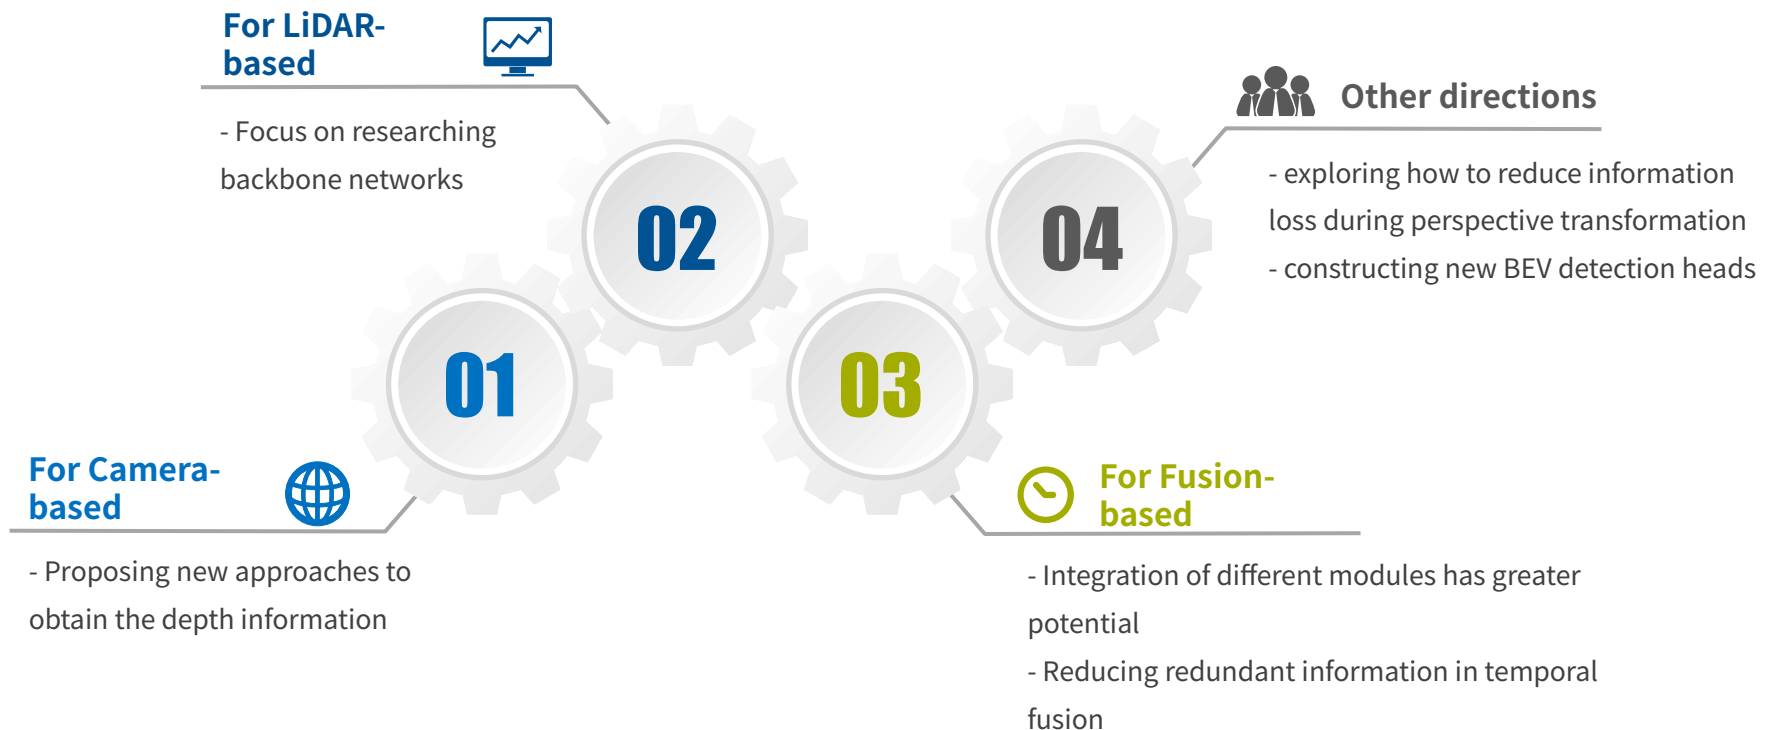 For LiDAR-
based
- Focus on researching
backbone networks
02
01
For Camera-
based
- Proposing new approaches to
obtain the depth information
Other directions
- exploring how to reduce information
loss during perspective transformation
- constructing new BEV detection heads
04
03
For Fusion-
based
- Integration of different modules has greater
potential
- Reducing redundant information in temporal
fusion